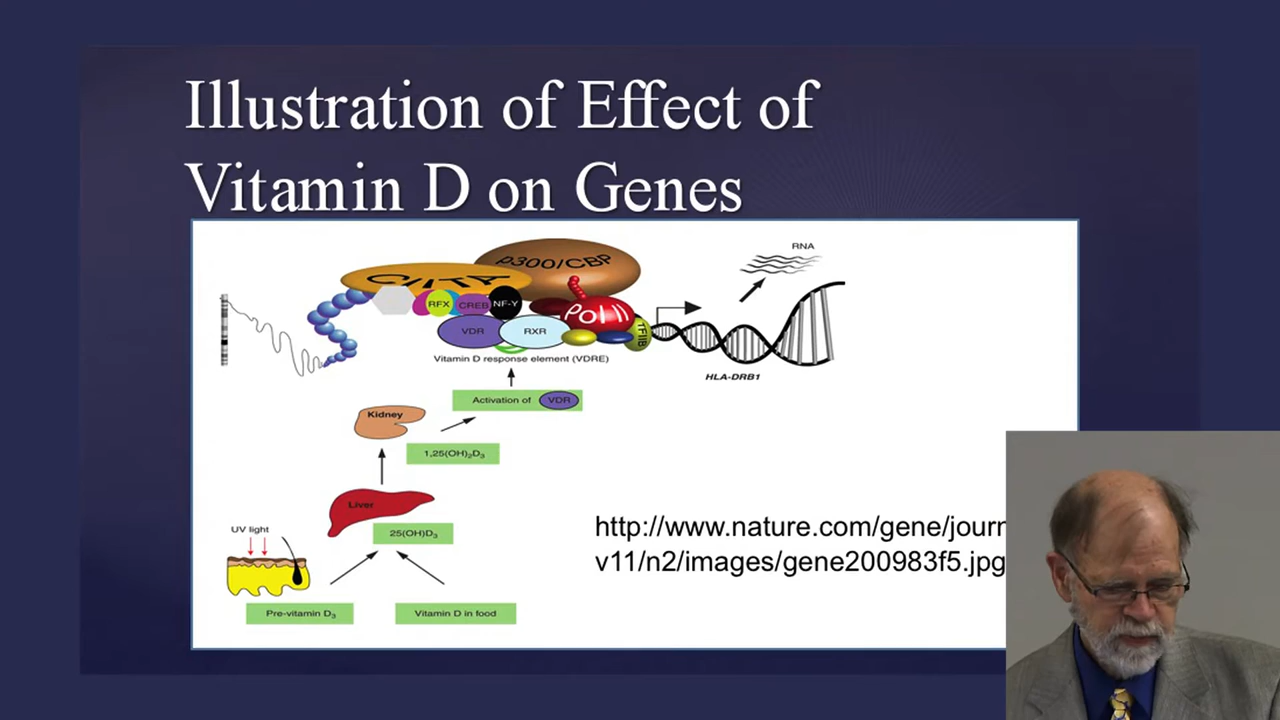 Illustration of Effect of
Vitamin D on Genes
RNA
p300/CBP
CIITA
RFX
CREB
NF-Y
Pol II
VDR
RXR
TFIIB
Vitamin D response element (VDRE)
HLA-DRB1
Activation of VDR
Kidney
1,25(OH)₂D₃
Liver
UV light
25(OH)D₃
http://www.nature.com/gene/journ
v11/n2/images/gene200983f5.jpg
Pre-vitamin D₃
Vitamin D in food